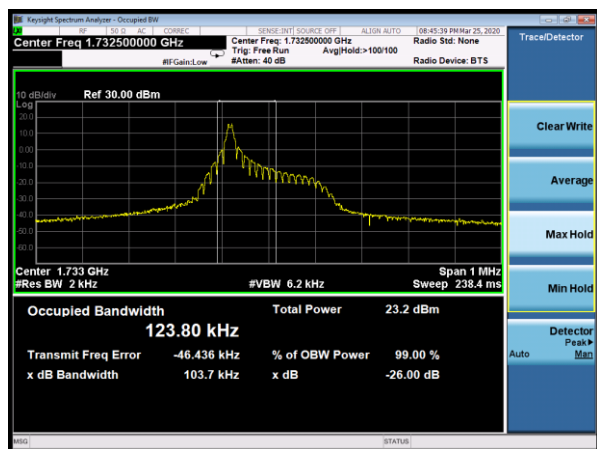 Keysight Spectrum Analyzer - Occupied BW
LXI RF 50 Ω AC CORREC SENSE:INT SOURCE OFF ALIGN AUTO 08:45:39 PM Mar 25, 2020
Center Freq 1.732500000 GHz Center Freq: 1.732500000 GHz Radio Std: None Trace/Detector
Trig: Free Run Avg|Hold:>100/100
#IFGain:Low #Atten: 40 dB Radio Device: BTS
10 dB/div Ref 30.00 dBm
Log
20.0
10.0
0.00
-10.0
-20.0
-30.0
-40.0
-50.0
-60.0
Center 1.733 GHz Span 1 MHz
#Res BW 2 kHz #VBW 6.2 kHz Sweep 238.4 ms
Occupied Bandwidth Total Power 23.2 dBm
123.80 kHz
Transmit Freq Error -46.436 kHz % of OBW Power 99.00 %
x dB Bandwidth 103.7 kHz x dB -26.00 dB
Clear Write
Average
Max Hold
Min Hold
Detector
Peak▶
Auto Man
MSG STATUS